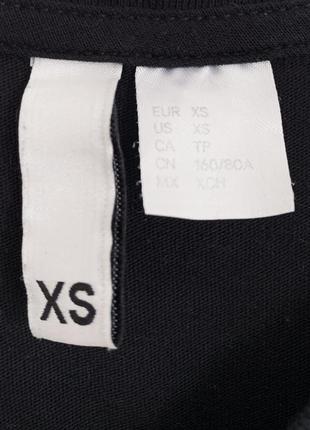 XS
EUR XS
US XS
CA TP
CN 160/80A
MX XCH